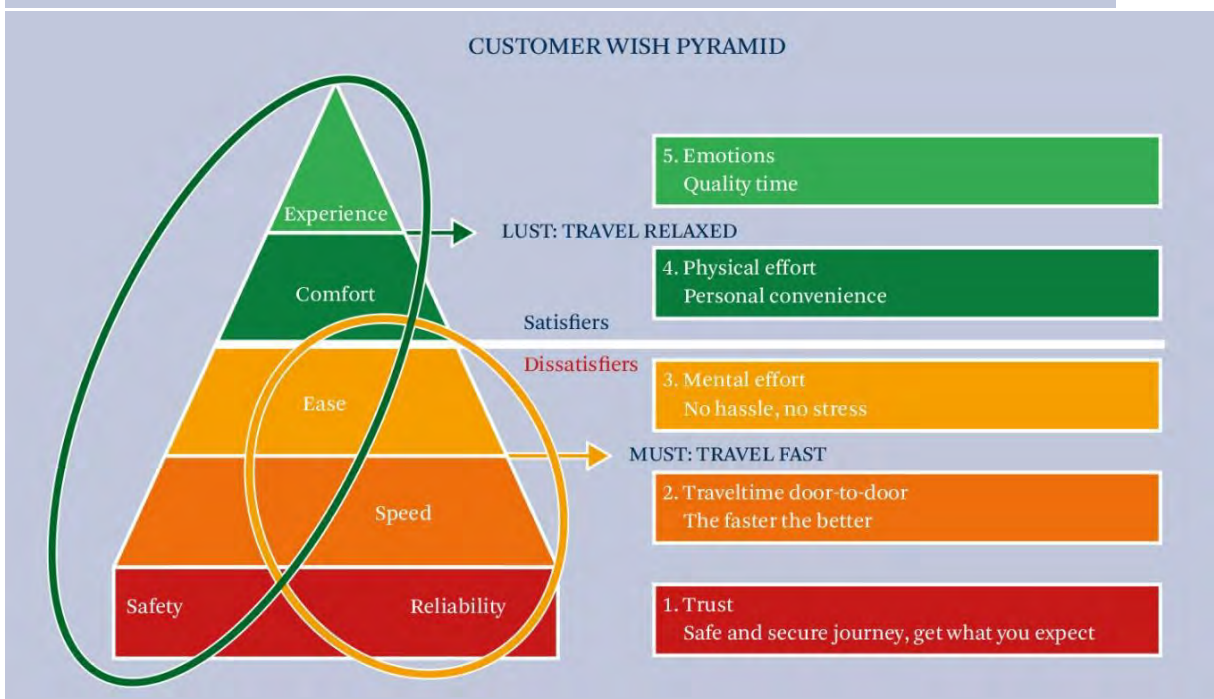 CUSTOMER WISH PYRAMID
Experience
Comfort
Ease
Speed
Safety
Reliability
LUST: TRAVEL RELAXED
Satisfiers
Dissatisfiers
MUST: TRAVEL FAST
5. Emotions
Quality time
4. Physical effort
Personal convenience
3. Mental effort
No hassle, no stress
2. Traveltime door-to-door
The faster the better
1. Trust
Safe and secure journey, get what you expect